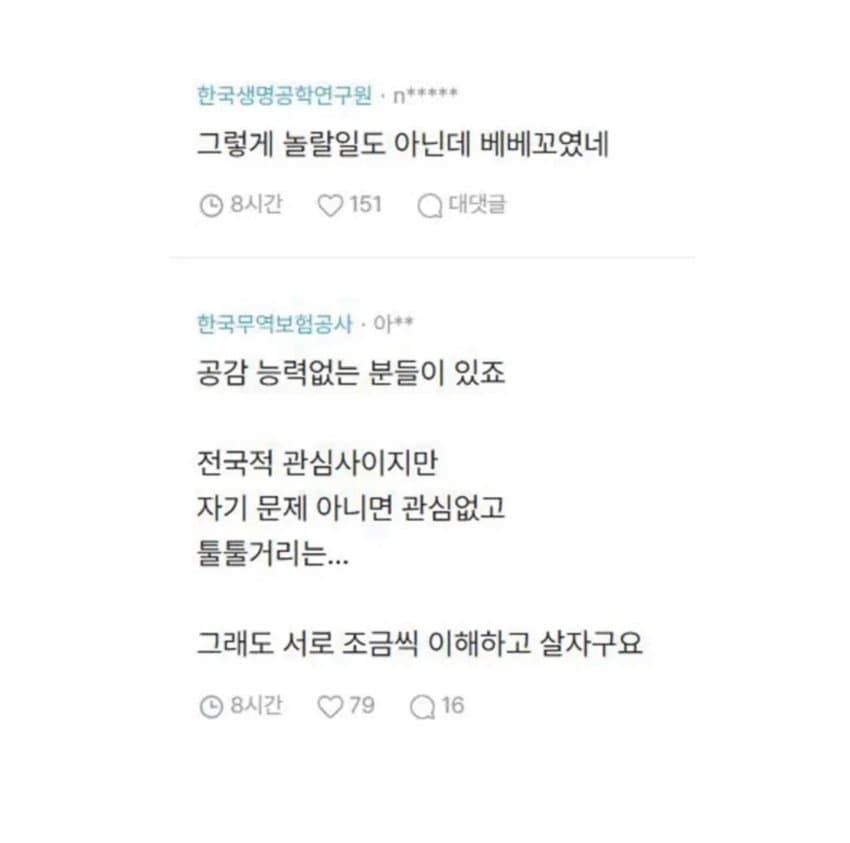 한국생명공학연구원 · n*****
그렇게 놀랄일도 아닌데 베베꼬였네
8시간 151 대댓글
한국무역보험공사 · 아**
공감 능력없는 분들이 있죠
전국적 관심사이지만
자기 문제 아니면 관심없고
툴툴거리는...
그래도 서로 조금씩 이해하고 살자구요
8시간 79 16